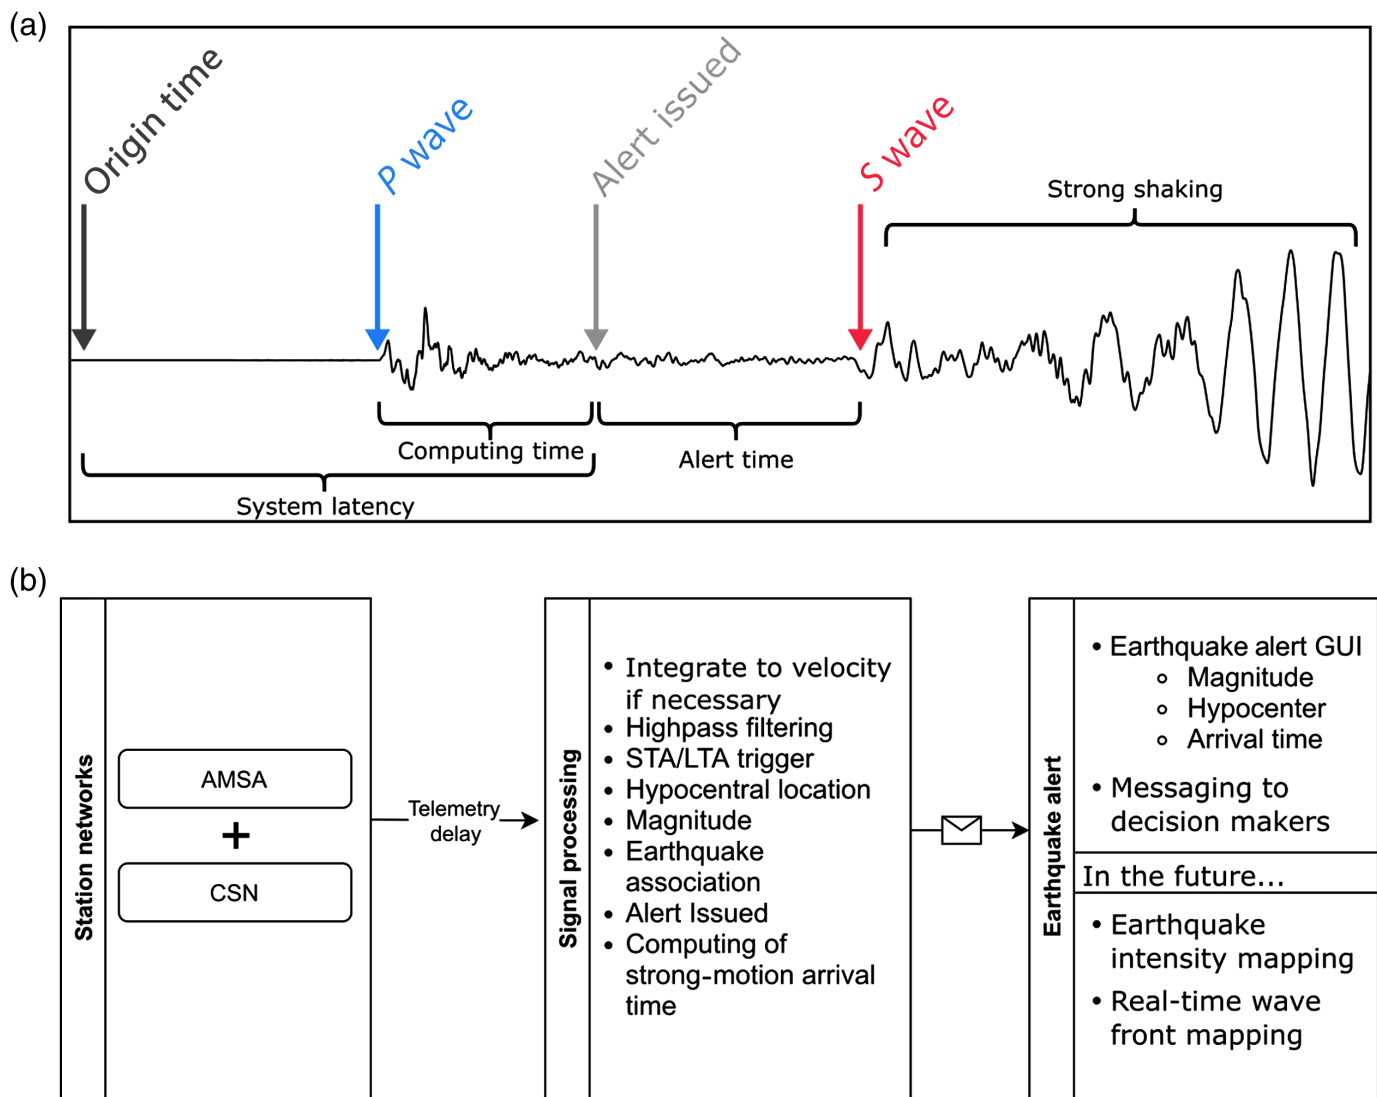 (a)
Origin time
P wave
Alert issued
S wave
Strong shaking
Computing time
Alert time
System latency
(b)
Station networks
AMSA
+
CSN
Telemetry
delay
Signal processing
• Integrate to velocity
if necessary
• Highpass filtering
• STA/LTA trigger
• Hypocentral location
• Magnitude
• Earthquake
association
• Alert Issued
• Computing of
strong-motion arrival
time
Earthquake alert
• Earthquake alert GUI
◦ Magnitude
◦ Hypocenter
◦ Arrival time
• Messaging to
decision makers
In the future...
• Earthquake
intensity mapping
• Real-time wave
front mapping